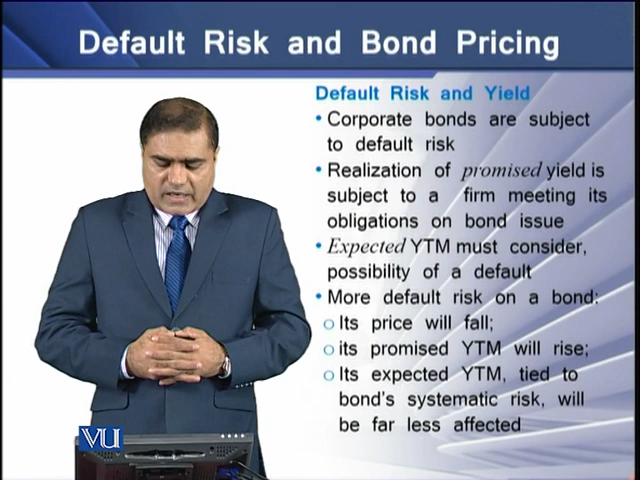 Default Risk and Bond Pricing
Default Risk and Yield
• Corporate bonds are subject
to default risk
• Realization of promised yield is
subject to a firm meeting its
obligations on bond issue
• Expected YTM must consider,
possibility of a default
• More default risk on a bond:
o Its price will fall;
o its promised YTM will rise;
o Its expected YTM, tied to
bond's systematic risk, will
be far less affected
VU